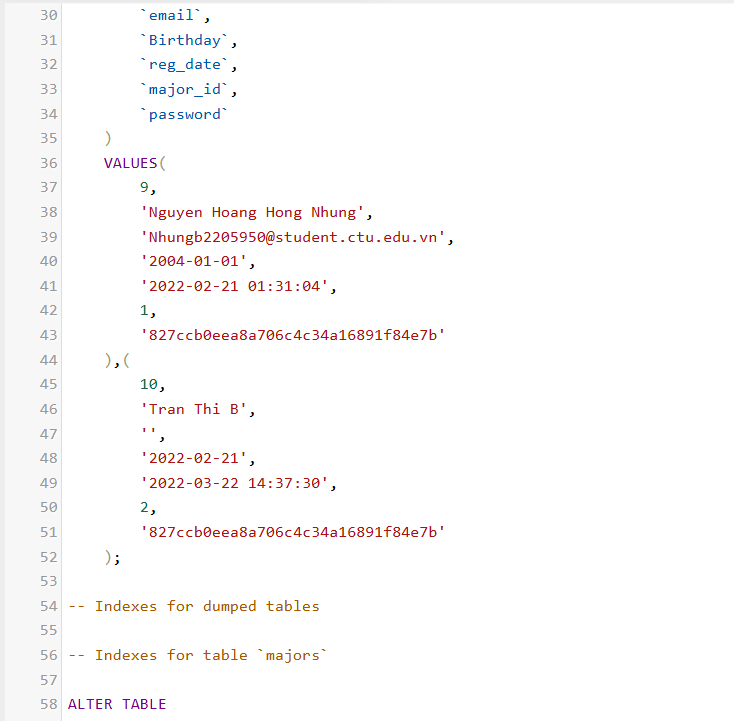 30 `email`,
31 `Birthday`,
32 `reg_date`,
33 `major_id`,
34 `password`
35 )
36 VALUES(
37 9,
38 'Nguyen Hoang Hong Nhung',
39 'Nhungb2205950@student.ctu.edu.vn',
40 '2004-01-01',
41 '2022-02-21 01:31:04',
42 1,
43 '827ccb0eea8a706c4c34a16891f84e7b'
44 ),(
45 10,
46 'Tran Thi B',
47 '',
48 '2022-02-21',
49 '2022-03-22 14:37:30',
50 2,
51 '827ccb0eea8a706c4c34a16891f84e7b'
52 );
53
54 -- Indexes for dumped tables
55
56 -- Indexes for table `majors`
57
58 ALTER TABLE